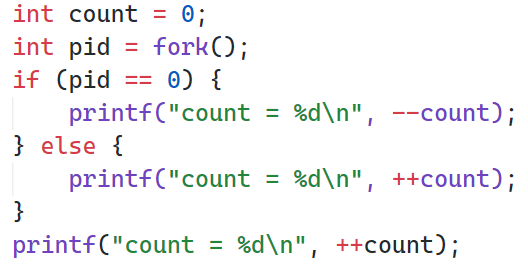 int count = 0;
int pid = fork();
if (pid == 0) {
    printf("count = %d\n", --count);
} else {
    printf("count = %d\n", ++count);
}
printf("count = %d\n", ++count);